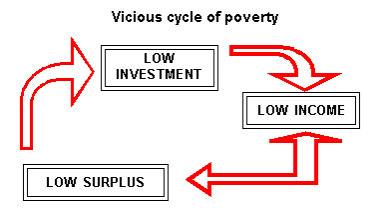 Vicious cycle of poverty
LOW
INVESTMENT
LOW INCOME
LOW SURPLUS